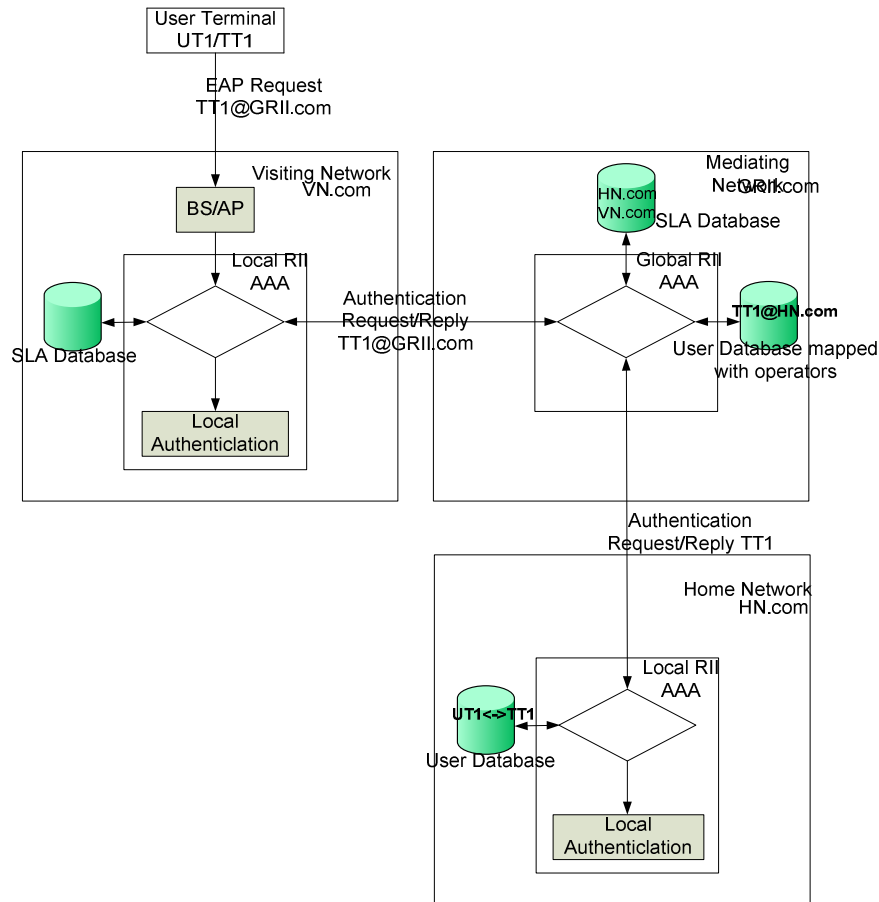 User Terminal
UT1/TT1
EAP Request
TT1@GRII.com
Visiting Network
VN.com
BS/AP
Local RII
AAA
SLA Database
Local
Authenticlation
Authentication
Request/Reply
TT1@GRII.com
Mediating
Network
GRII.com
HN.com
VN.com
SLA Database
Global RII
AAA
TT1@HN.com
User Database mapped
with operators
Authentication
Request/Reply TT1
Home Network
HN.com
Local RII
AAA
UT1<->TT1
User Database
Local
Authenticlation